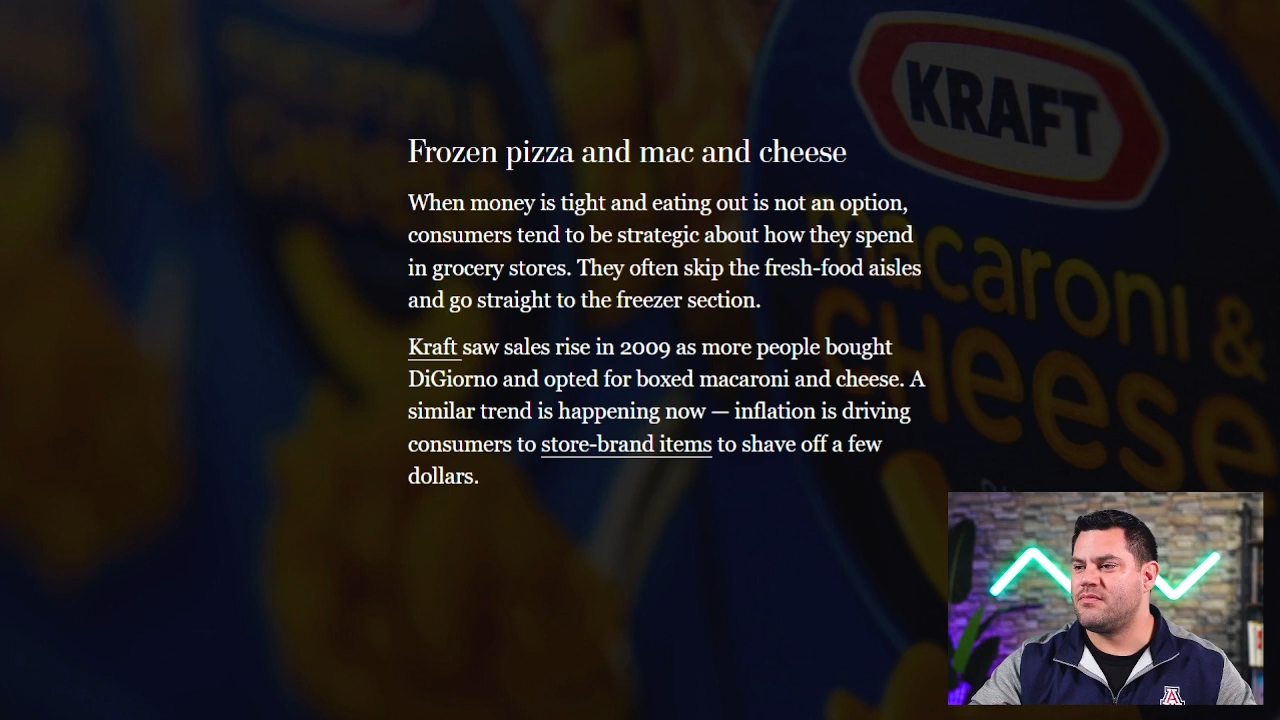 KRAFT
macaroni &
cheese
Frozen pizza and mac and cheese
When money is tight and eating out is not an option,
consumers tend to be strategic about how they spend
in grocery stores. They often skip the fresh-food aisles
and go straight to the freezer section.
Kraft saw sales rise in 2009 as more people bought
DiGiorno and opted for boxed macaroni and cheese. A
similar trend is happening now — inflation is driving
consumers to store-brand items to shave off a few
dollars.
A